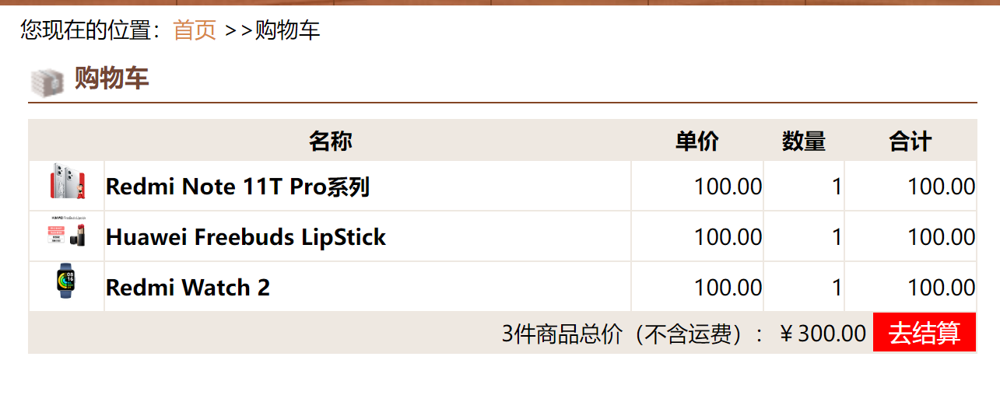 您现在的位置：首页 >>购物车
购物车
名称 单价 数量 合计
Redmi Note 11T Pro系列 100.00 1 100.00
Huawei Freebuds LipStick 100.00 1 100.00
Redmi Watch 2 100.00 1 100.00
3件商品总价（不含运费）：￥300.00 去结算